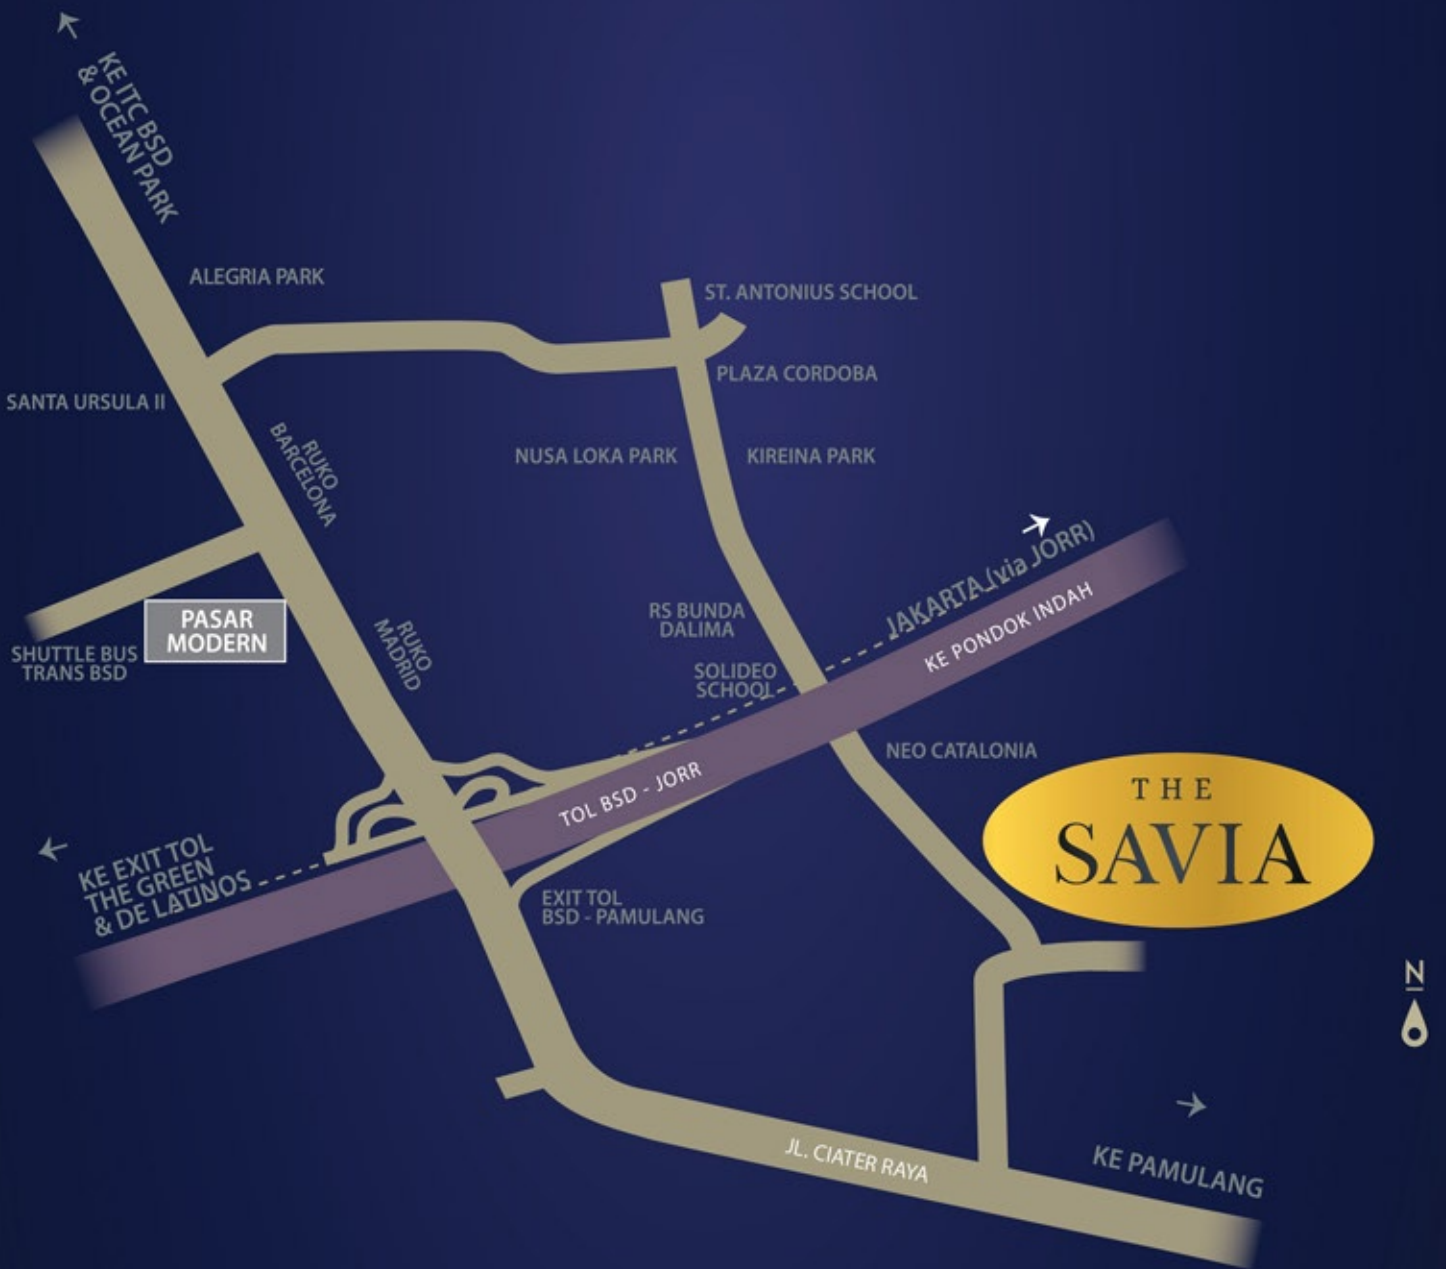 KE ITC BSD
& OCEAN PARK
ALEGRIA PARK
ST. ANTONIUS SCHOOL
PLAZA CORDOBA
SANTA URSULA II
RUKO
BARCELONA
NUSA LOKA PARK
KIREINA PARK
JAKARTA (via JORR)
KE PONDOK INDAH
PASAR
MODERN
SHUTTLE BUS
TRANS BSD
RUKO
MADRID
RS BUNDA
DALIMA
SOLIDEO
SCHOOL
NEO CATALONIA
TOL BSD - JORR
THE
SAVIA
KE EXIT TOL
THE GREEN
& DE LATINOS
EXIT TOL
BSD - PAMULANG
N
JL. CIATER RAYA
KE PAMULANG